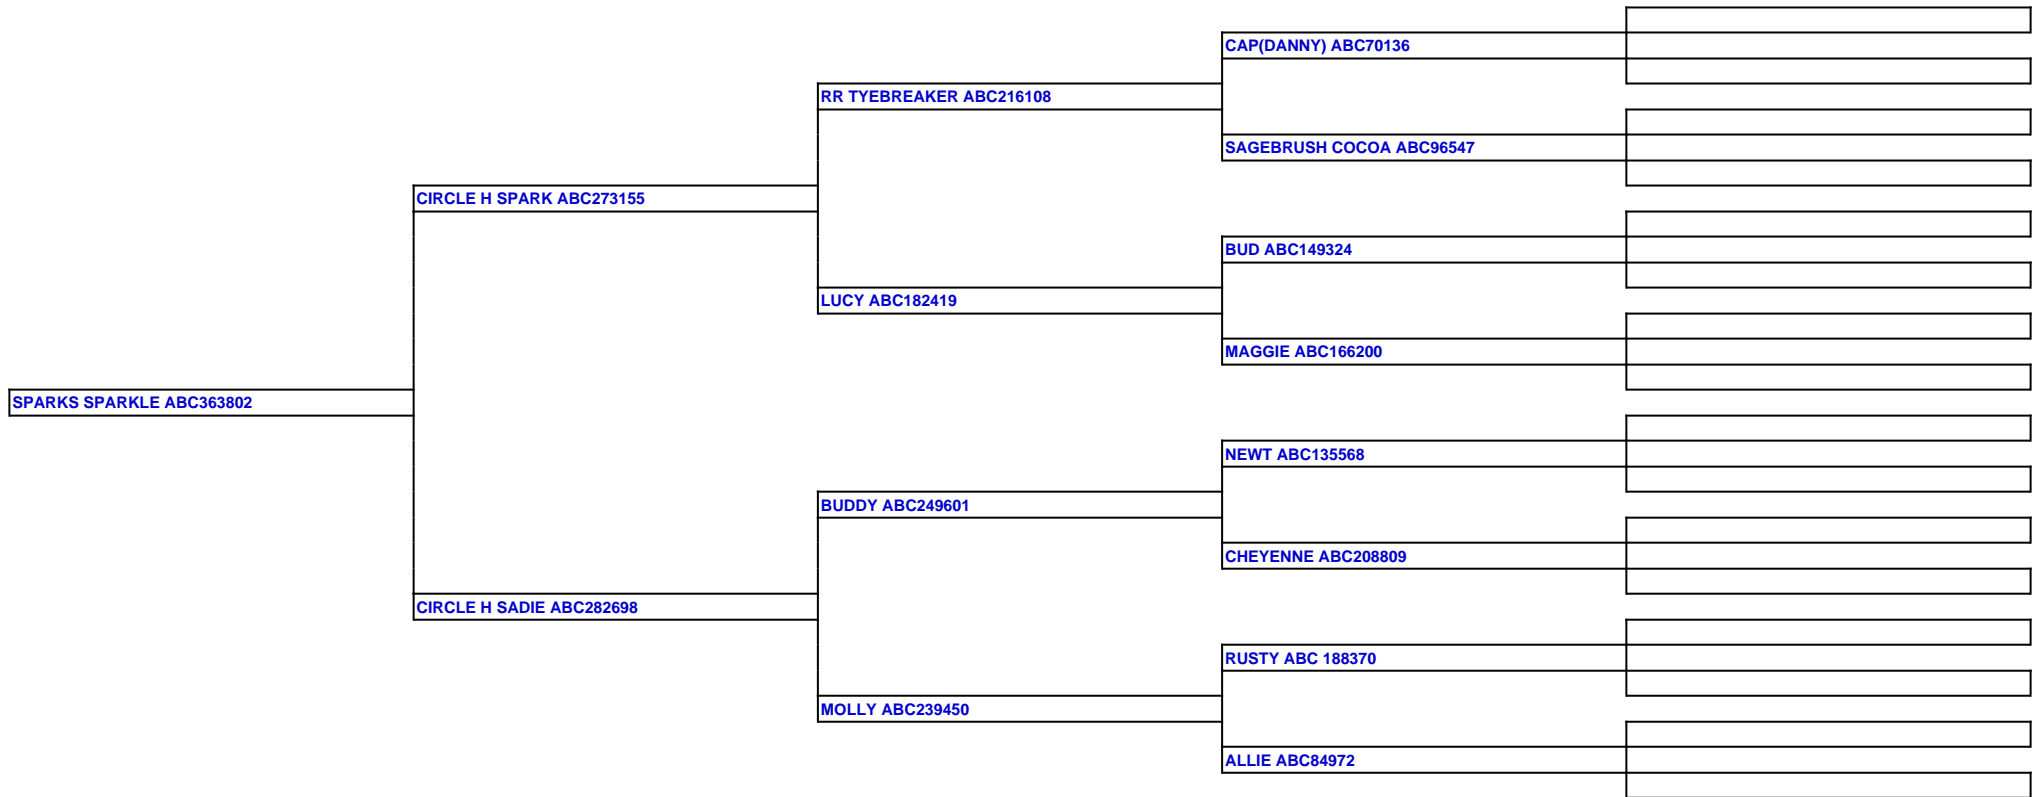 CAP(DANNY) ABC70136
RR TYEBREAKER ABC216108
SAGEBRUSH COCOA ABC96547
CIRCLE H SPARK ABC273155
BUD ABC149324
LUCY ABC182419
MAGGIE ABC166200
SPARKS SPARKLE ABC363802
NEWT ABC135568
BUDDY ABC249601
CHEYENNE ABC208809
CIRCLE H SADIE ABC282698
RUSTY ABC 188370
MOLLY ABC239450
ALLIE ABC84972